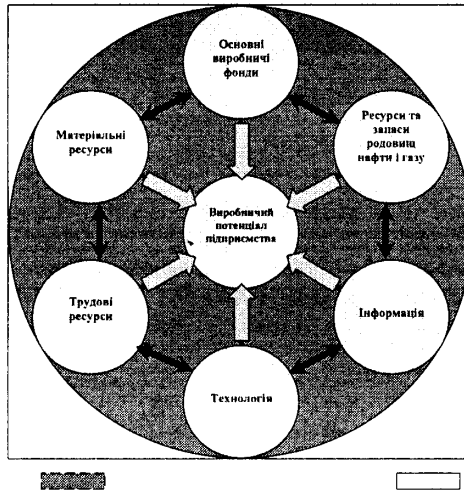 Основні
виробничі
фонди
Матеріальні
ресурси
Ресурси та
запаси
родовищ
нафти і газу
Виробничий
потенціал
підприємства
Трудові
ресурси
Інформація
Технологія